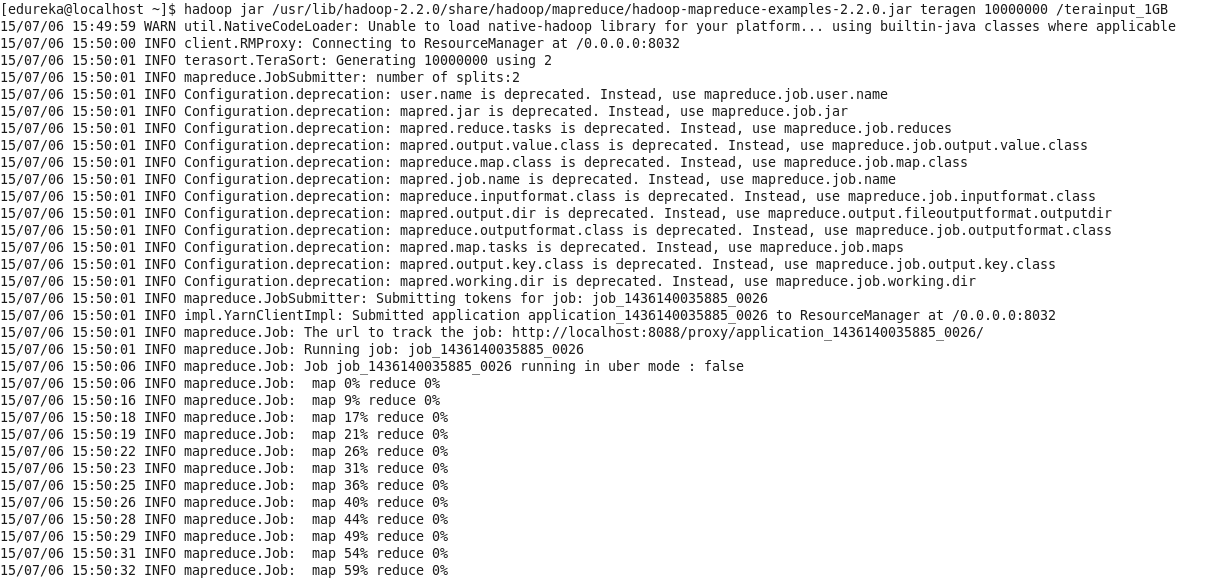 [edureka@localhost ~]$ hadoop jar /usr/lib/hadoop-2.2.0/share/hadoop/mapreduce/hadoop-mapreduce-examples-2.2.0.jar teragen 10000000 /terainput_1GB
15/07/06 15:49:59 WARN util.NativeCodeLoader: Unable to load native-hadoop library for your platform... using builtin-java classes where applicable
15/07/06 15:50:00 INFO client.RMProxy: Connecting to ResourceManager at /0.0.0.0:8032
15/07/06 15:50:01 INFO terasort.TeraSort: Generating 10000000 using 2
15/07/06 15:50:01 INFO mapreduce.JobSubmitter: number of splits:2
15/07/06 15:50:01 INFO Configuration.deprecation: user.name is deprecated. Instead, use mapreduce.job.user.name
15/07/06 15:50:01 INFO Configuration.deprecation: mapred.jar is deprecated. Instead, use mapreduce.job.jar
15/07/06 15:50:01 INFO Configuration.deprecation: mapred.reduce.tasks is deprecated. Instead, use mapreduce.job.reduces
15/07/06 15:50:01 INFO Configuration.deprecation: mapred.output.value.class is deprecated. Instead, use mapreduce.job.output.value.class
15/07/06 15:50:01 INFO Configuration.deprecation: mapreduce.map.class is deprecated. Instead, use mapreduce.job.map.class
15/07/06 15:50:01 INFO Configuration.deprecation: mapred.job.name is deprecated. Instead, use mapreduce.job.name
15/07/06 15:50:01 INFO Configuration.deprecation: mapreduce.inputformat.class is deprecated. Instead, use mapreduce.job.inputformat.class
15/07/06 15:50:01 INFO Configuration.deprecation: mapred.output.dir is deprecated. Instead, use mapreduce.output.fileoutputformat.outputdir
15/07/06 15:50:01 INFO Configuration.deprecation: mapreduce.outputformat.class is deprecated. Instead, use mapreduce.job.outputformat.class
15/07/06 15:50:01 INFO Configuration.deprecation: mapred.map.tasks is deprecated. Instead, use mapreduce.job.maps
15/07/06 15:50:01 INFO Configuration.deprecation: mapred.output.key.class is deprecated. Instead, use mapreduce.job.output.key.class
15/07/06 15:50:01 INFO Configuration.deprecation: mapred.working.dir is deprecated. Instead, use mapreduce.job.working.dir
15/07/06 15:50:01 INFO mapreduce.JobSubmitter: Submitting tokens for job: job_1436140035885_0026
15/07/06 15:50:01 INFO impl.YarnClientImpl: Submitted application application_1436140035885_0026 to ResourceManager at /0.0.0.0:8032
15/07/06 15:50:01 INFO mapreduce.Job: The url to track the job: http://localhost:8088/proxy/application_1436140035885_0026/
15/07/06 15:50:01 INFO mapreduce.Job: Running job: job_1436140035885_0026
15/07/06 15:50:06 INFO mapreduce.Job: Job job_1436140035885_0026 running in uber mode : false
15/07/06 15:50:06 INFO mapreduce.Job:  map 0% reduce 0%
15/07/06 15:50:16 INFO mapreduce.Job:  map 9% reduce 0%
15/07/06 15:50:18 INFO mapreduce.Job:  map 17% reduce 0%
15/07/06 15:50:19 INFO mapreduce.Job:  map 21% reduce 0%
15/07/06 15:50:22 INFO mapreduce.Job:  map 26% reduce 0%
15/07/06 15:50:23 INFO mapreduce.Job:  map 31% reduce 0%
15/07/06 15:50:25 INFO mapreduce.Job:  map 36% reduce 0%
15/07/06 15:50:26 INFO mapreduce.Job:  map 40% reduce 0%
15/07/06 15:50:28 INFO mapreduce.Job:  map 44% reduce 0%
15/07/06 15:50:29 INFO mapreduce.Job:  map 49% reduce 0%
15/07/06 15:50:31 INFO mapreduce.Job:  map 54% reduce 0%
15/07/06 15:50:32 INFO mapreduce.Job:  map 59% reduce 0%